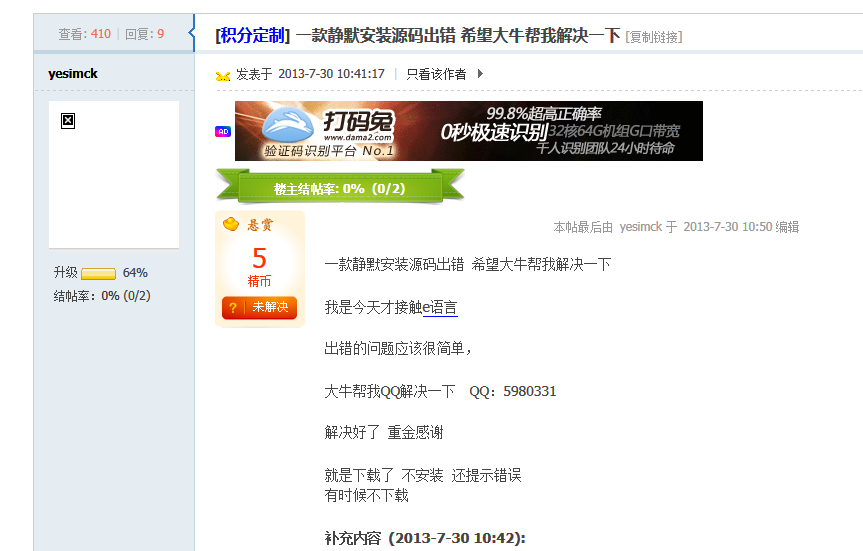 查看: 410 | 回复: 9
[积分定制] 一款静默安装源码出错 希望大牛帮我解决一下 [复制链接]
yesimck
发表于 2013-7-30 10:41:17 | 只看该作者
AD
打码兔
www.dama2.com
验证码识别平台 No.1
99.8%超高正确率
0秒极速识别 32核64G机组G口带宽
千人识别团队24小时待命
楼主结帖率: 0% (0/2)
悬赏
5
精币
? 未解决
本帖最后由 yesimck 于 2013-7-30 10:50 编辑
升级 64%
结帖率: 0% (0/2)
一款静默安装源码出错 希望大牛帮我解决一下
我是今天才接触e语言
出错的问题应该很简单，
大牛帮我QQ解决一下 QQ：5980331
解决好了 重金感谢
就是下载了 不安装 还提示错误
有时候不下载
补充内容 (2013-7-30 10:42):